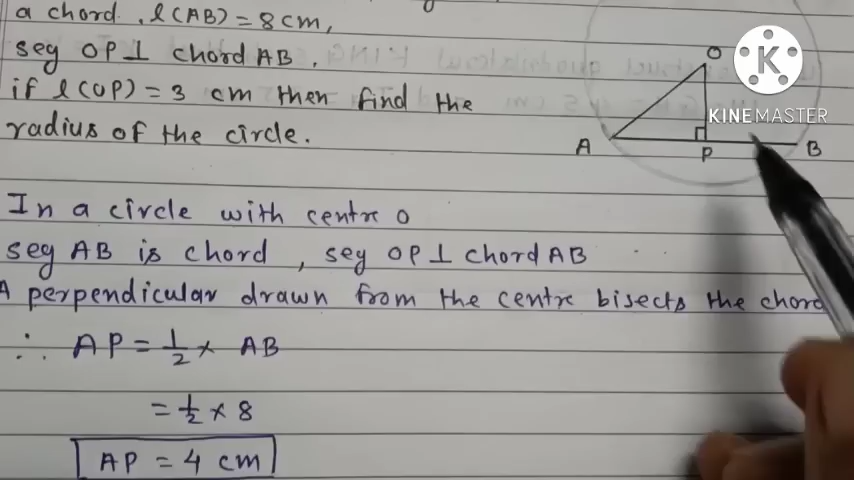 a chord. l(AB) = 8 cm,
seg OP ⊥ chord AB.
if l(OP) = 3 cm then find the
radius of the circle.
O
A
P
B
K
KINEMASTER
In a circle with centre O
seg AB is chord, seg OP ⊥ chord AB
A perpendicular drawn from the centre bisects the chord
∴ AP = 1/2 × AB
= 1/2 × 8
AP = 4 cm